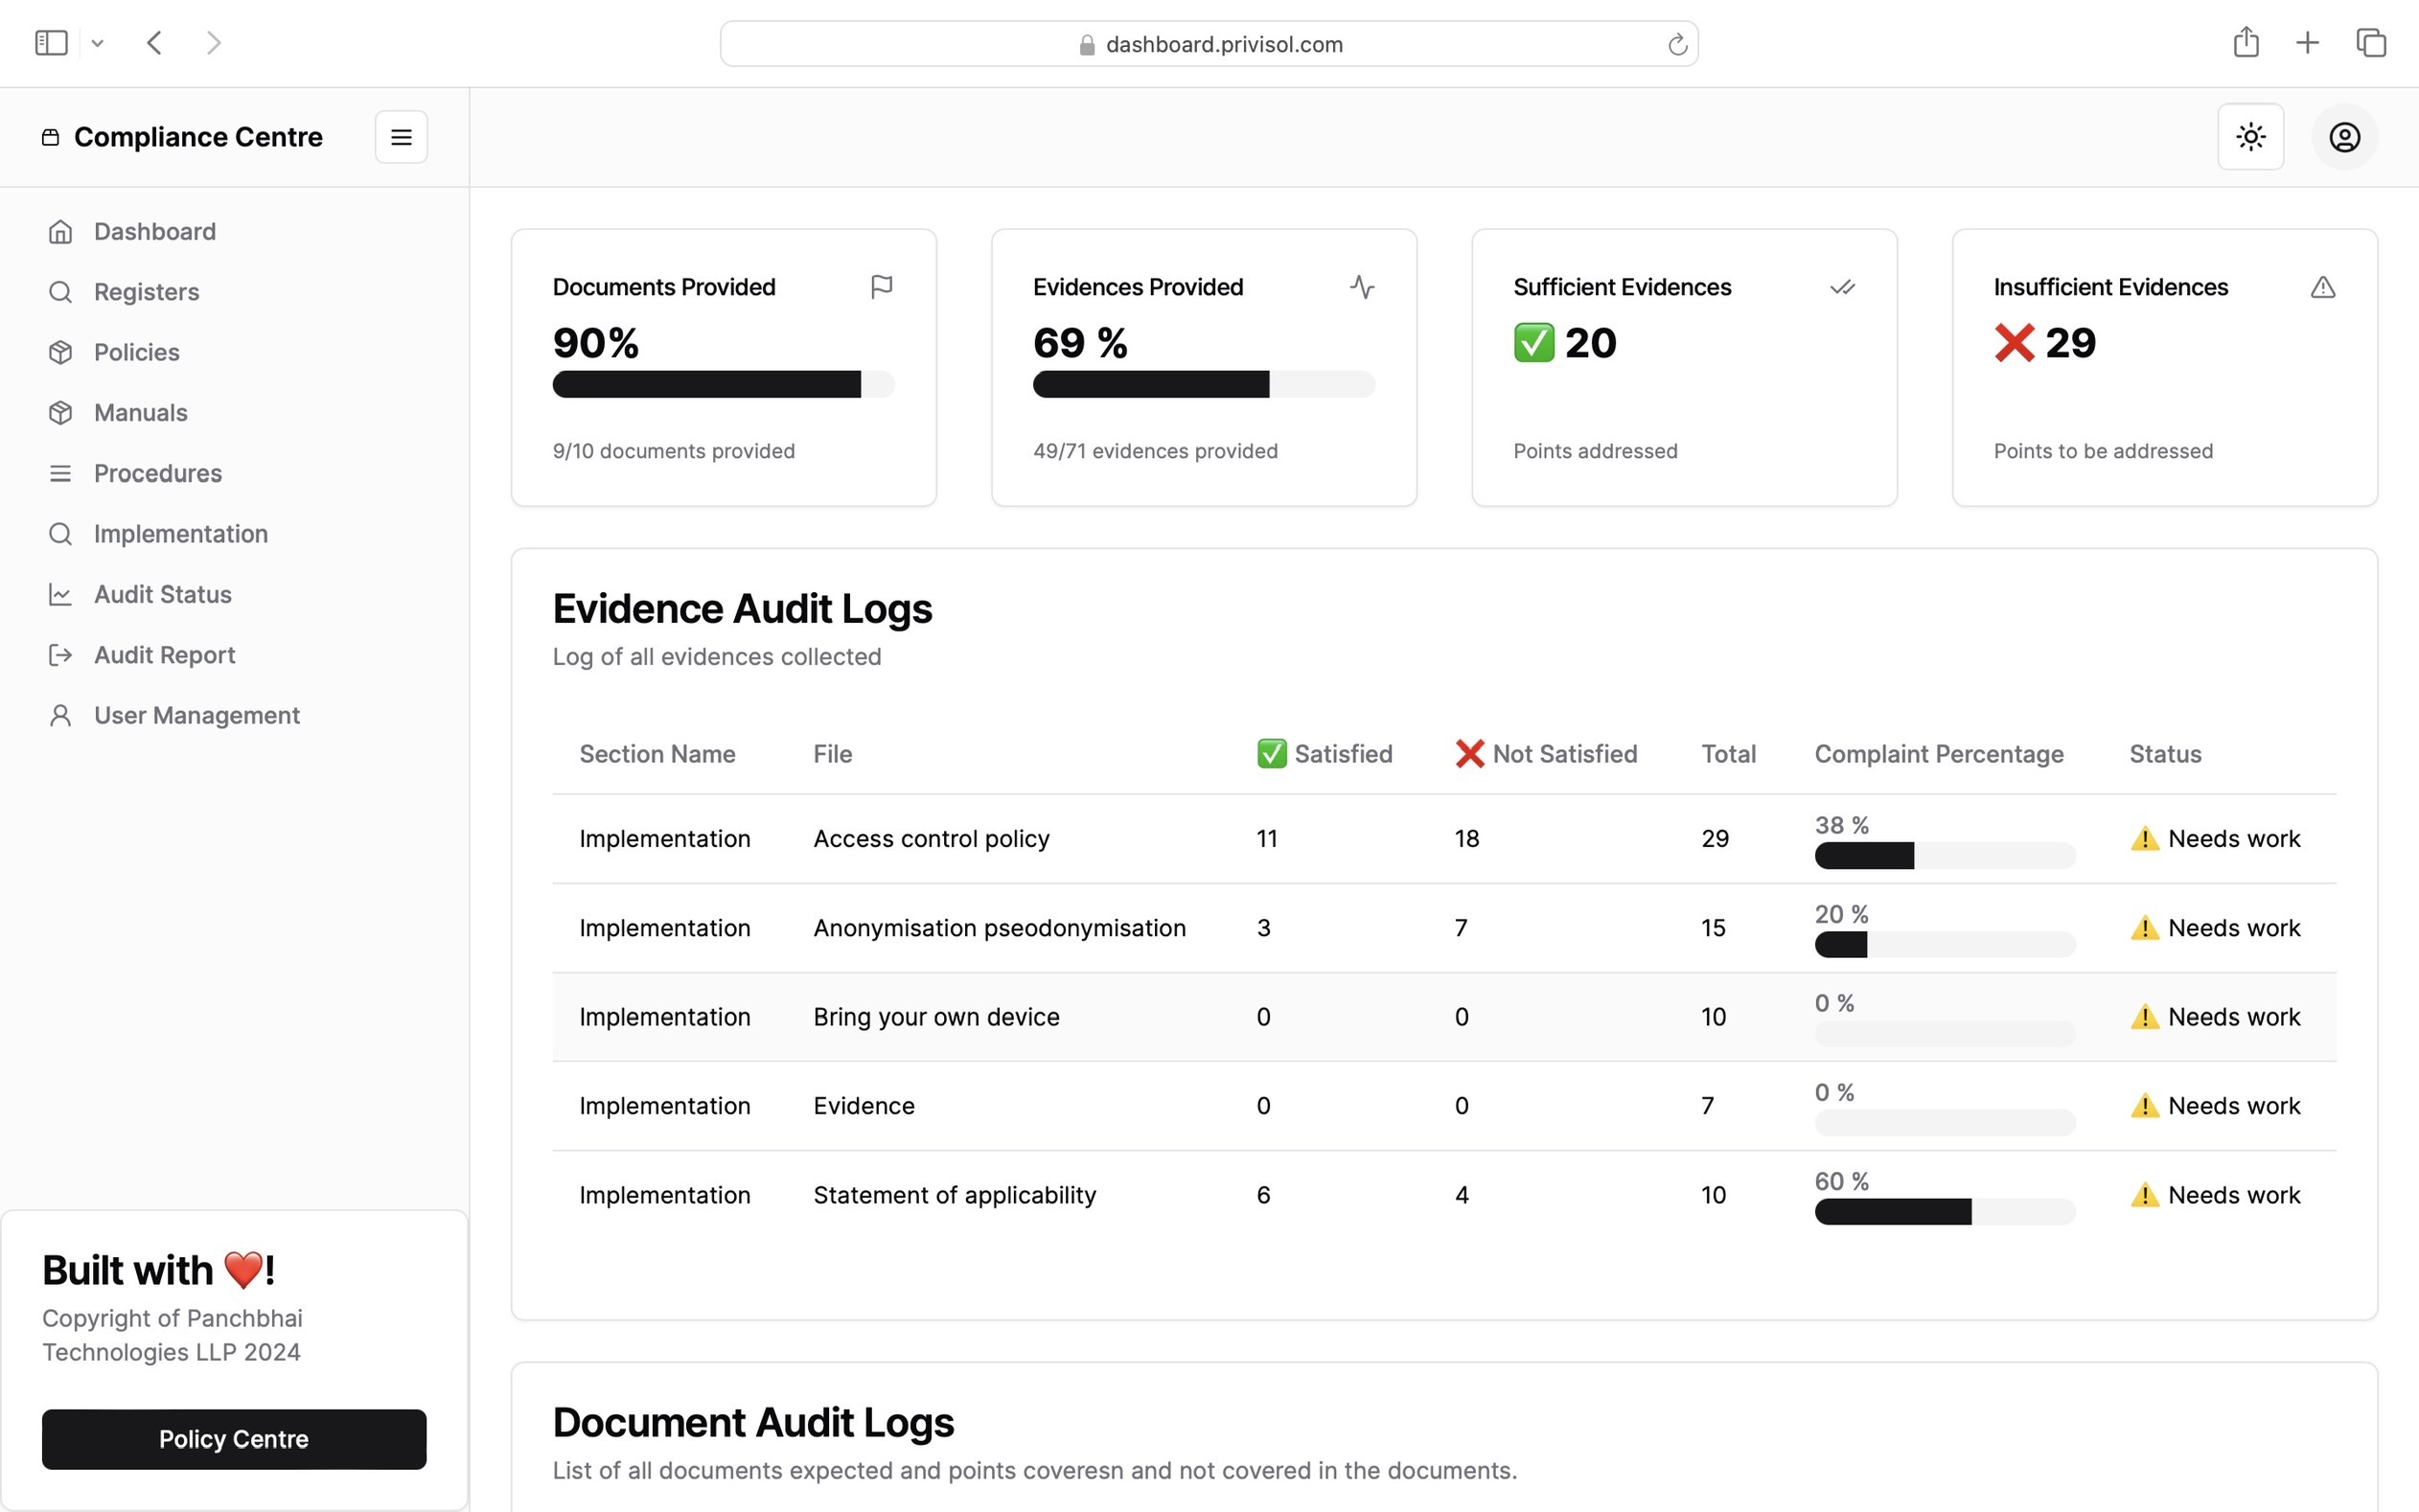 dashboard.privisol.com
Compliance Centre
Dashboard
Registers
Policies
Manuals
Procedures
Implementation
Audit Status
Audit Report
User Management
Built with ❤️!
Copyright of Panchbhai
Technologies LLP 2024
Policy Centre
Documents Provided
90%
9/10 documents provided
Evidences Provided
69 %
49/71 evidences provided
Sufficient Evidences
✅ 20
Points addressed
Insufficient Evidences
❌ 29
Points to be addressed
Evidence Audit Logs
Log of all evidences collected
Section Name File ✅ Satisfied ❌ Not Satisfied Total Complaint Percentage Status
Implementation Access control policy 11 18 29 38 % ⚠️ Needs work
Implementation Anonymisation pseodonymisation 3 7 15 20 % ⚠️ Needs work
Implementation Bring your own device 0 0 10 0 % ⚠️ Needs work
Implementation Evidence 0 0 7 0 % ⚠️ Needs work
Implementation Statement of applicability 6 4 10 60 % ⚠️ Needs work
Document Audit Logs
List of all documents expected and points coveresn and not covered in the documents.